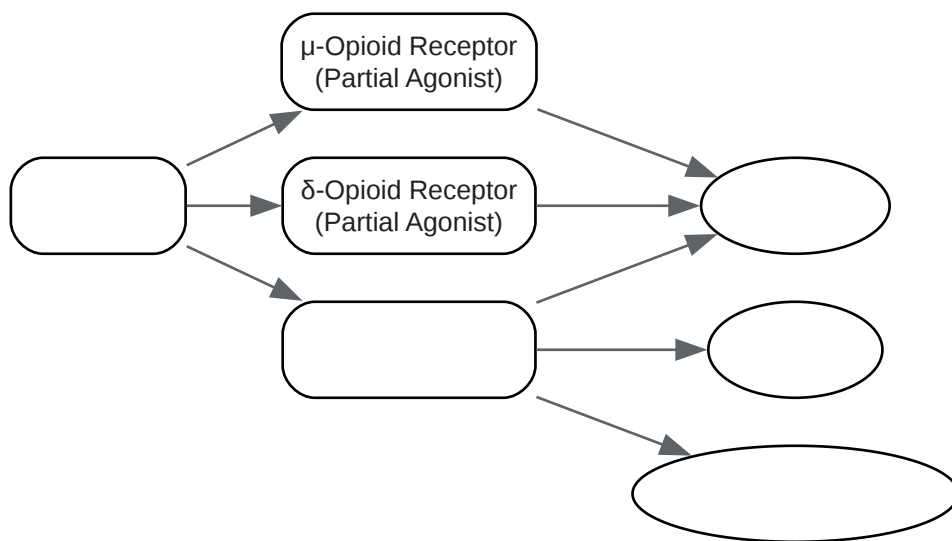 μ-Opioid Receptor
(Partial Agonist)
δ-Opioid Receptor
(Partial Agonist)